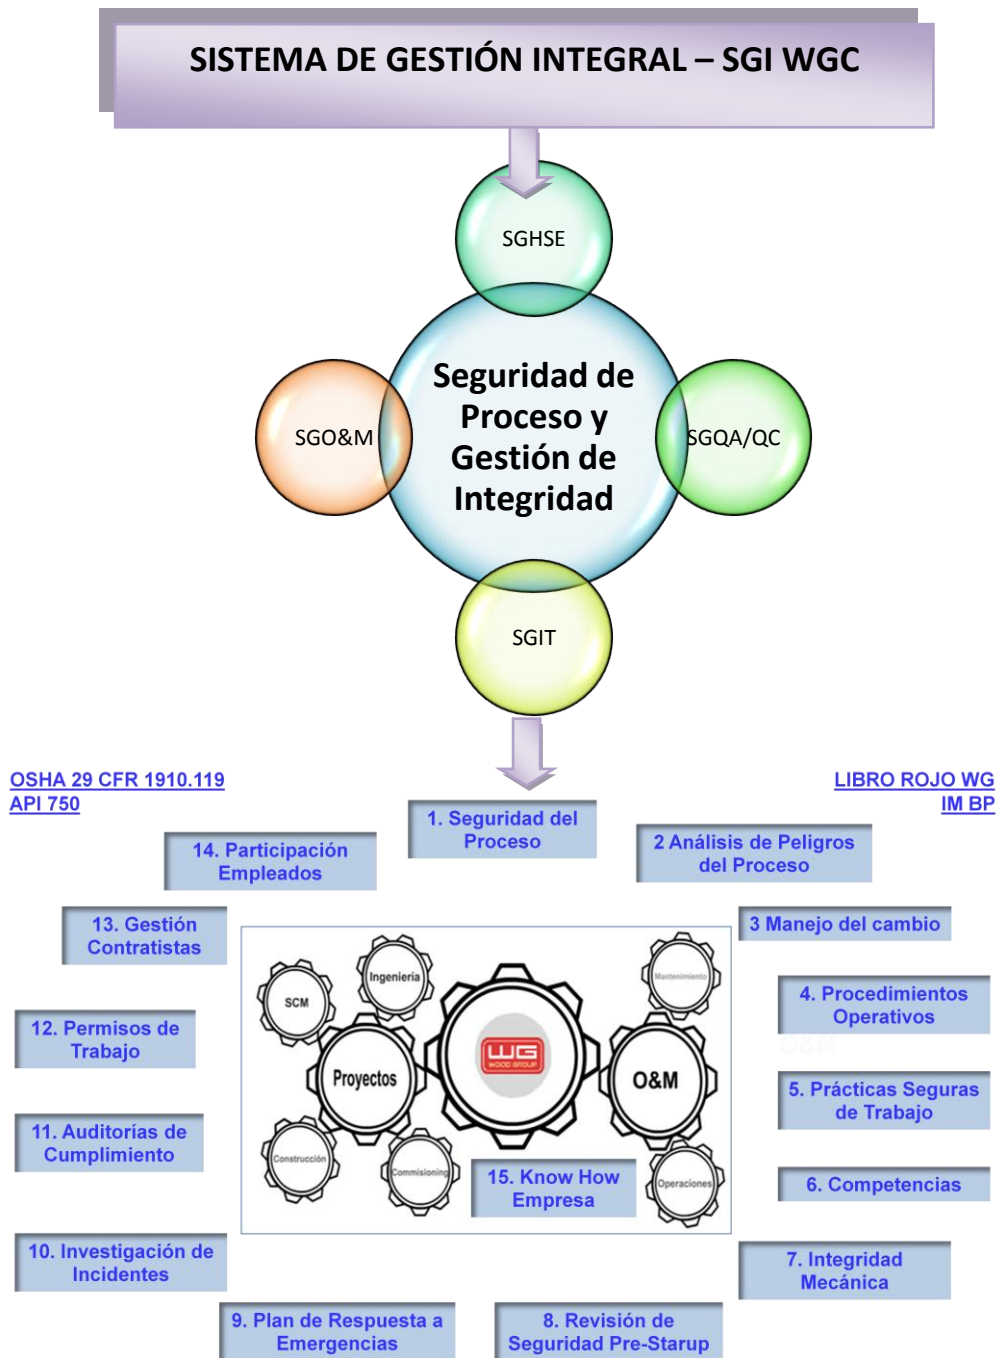 SISTEMA DE GESTIÓN INTEGRAL – SGI WGC
SGHSE
Seguridad de
Proceso y
Gestión de
Integridad
SGO&M
SGQA/QC
SGIT
OSHA 29 CFR 1910.119
API 750
LIBRO ROJO WG
IM BP
1. Seguridad del
Proceso
2 Análisis de Peligros
del Proceso
3 Manejo del cambio
4. Procedimientos
Operativos
O&M
5. Prácticas Seguras
de Trabajo
6. Competencias
7. Integridad
Mecánica
8. Revisión de
Seguridad Pre-Starup
9. Plan de Respuesta a
Emergencias
10. Investigación de
Incidentes
11. Auditorías de
Cumplimiento
12. Permisos de
Trabajo
13. Gestión
Contratistas
14. Participación
Empleados
SCM
Ingeniería
Proyectos
Construcción
Commisioning
WG
WOOD GROUP
O&M
Mantenimiento
Operaciones
15. Know How
Empresa